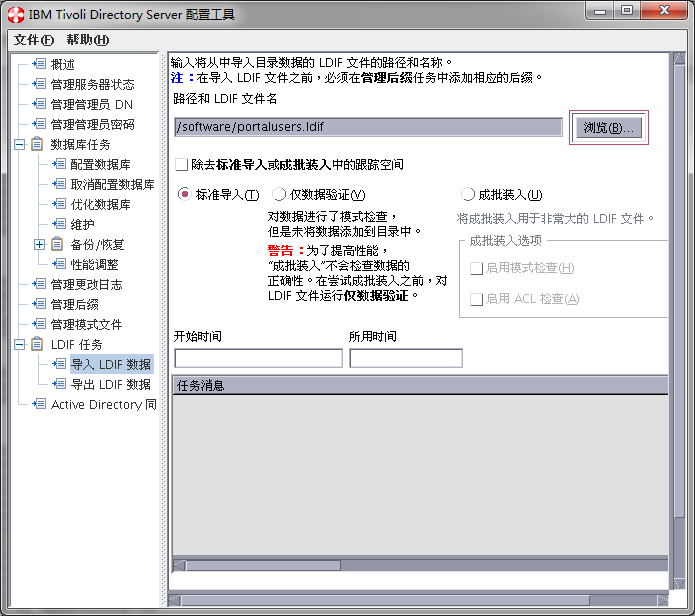 IBM Tivoli Directory Server 配置工具
文件(F) 帮助(H)
概述
管理服务器状态
管理管理员 DN
管理管理员密码
数据库任务
配置数据库
取消配置数据库
优化数据库
维护
备份/恢复
性能调整
管理更改日志
管理后缀
管理模式文件
LDIF 任务
导入 LDIF 数据
导出 LDIF 数据
Active Directory 同
输入将从中导入目录数据的 LDIF 文件的路径和名称。
注：在导入 LDIF 文件之前，必须在管理后缀任务中添加相应的后缀。
路径和 LDIF 文件名
/software/portalusers.ldif
浏览(B)...
除去标准导入或成批装入中的跟踪空间
标准导入(T)
仅数据验证(V)
成批装入(U)
对数据进行了模式检查，
但是未将数据添加到目录中。
警告：为了提高性能，
“成批装入”不会检查数据的
正确性。在尝试成批装入之前，对
LDIF 文件运行仅数据验证。
将成批装入用于非常大的 LDIF 文件。
成批装入选项
启用模式检查(H)
启用 ACL 检查(A)
开始时间
所用时间
任务消息